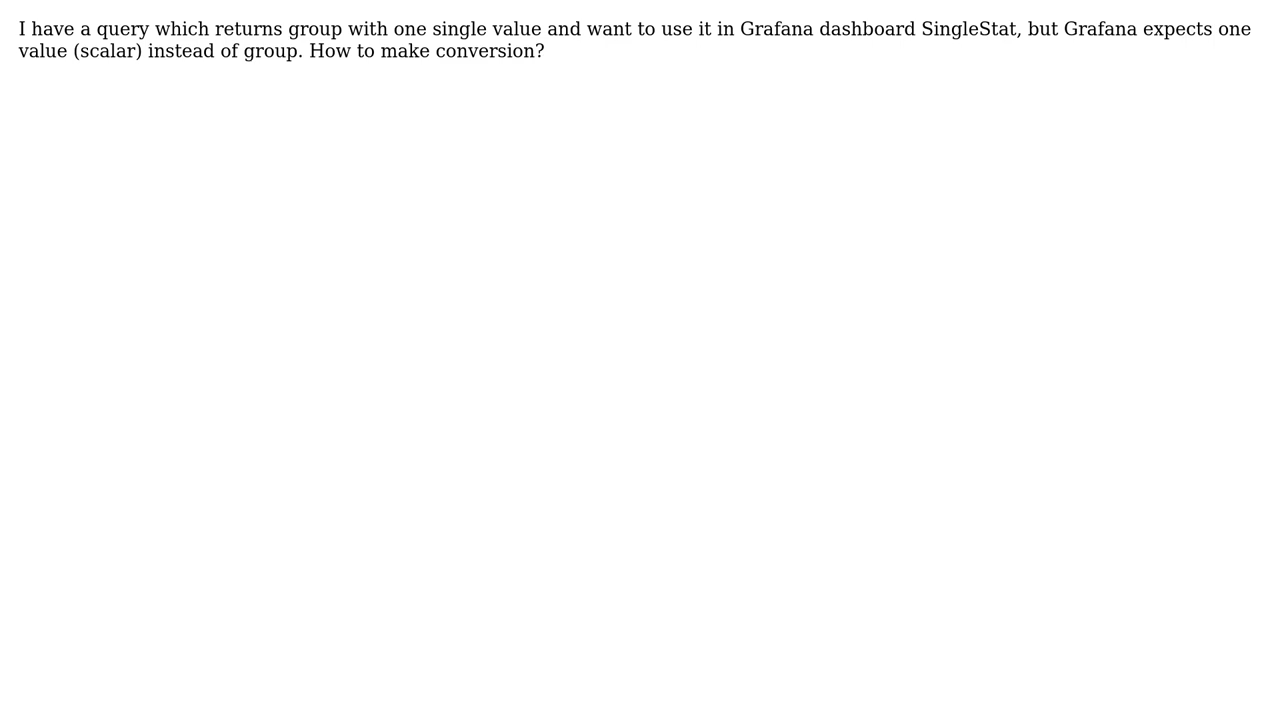 I have a query which returns group with one single value and want to use it in Grafana dashboard SingleStat, but Grafana expects one
value (scalar) instead of group. How to make conversion?